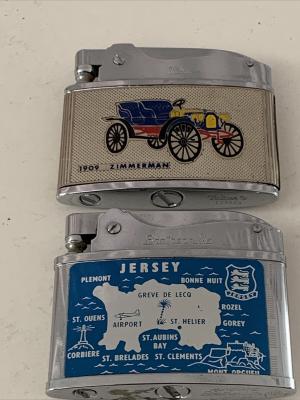 1909 ZIMMERMAN
JERSEY
PLEMONT
BONNE NUIT
JERSEY
GREVE DE LECQ
ROZEL
ST. OUENS
AIRPORT
ST. HELIER
GOREY
ST. AUBINS
BAY
CORBIERE
ST. BRELADES
ST. CLEMENTS
MONT ORGUEIL